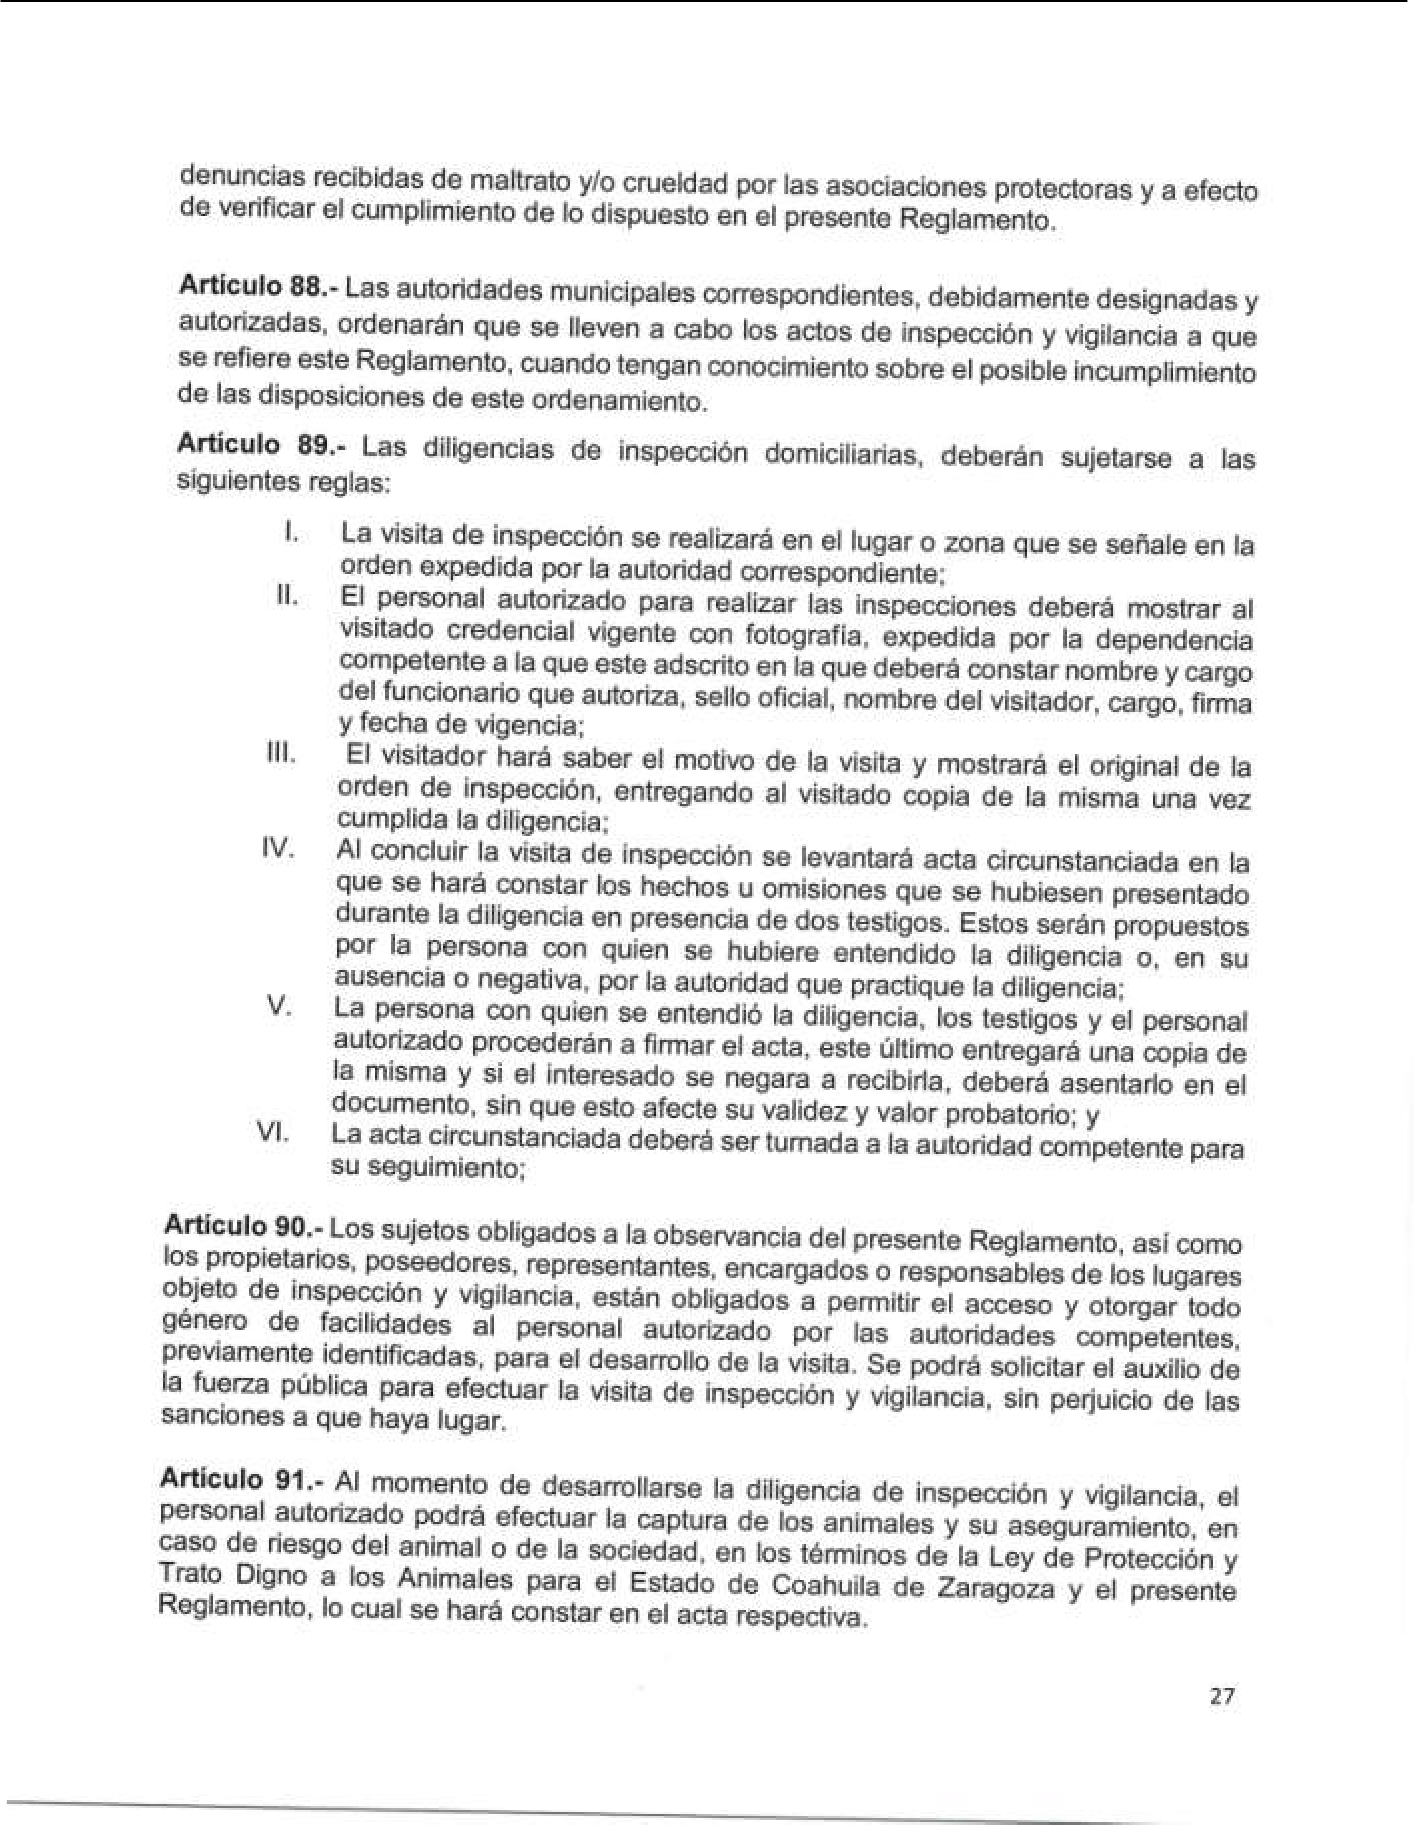 denuncias recibidas de maltrato y/o crueldad por las asociaciones protectoras y a efecto
de verificar el cumplimiento de lo dispuesto en el presente Reglamento.
Artículo 88.- Las autoridades municipales correspondientes, debidamente designadas y
autorizadas, ordenarán que se lleven a cabo los actos de inspección y vigilancia a que
se refiere este Reglamento, cuando tengan conocimiento sobre el posible incumplimiento
de las disposiciones de este ordenamiento.
Artículo 89.- Las diligencias de inspección domiciliarias, deberán sujetarse a las
siguientes reglas:
I. La visita de inspección se realizará en el lugar o zona que se señale en la
orden expedida por la autoridad correspondiente;
II. El personal autorizado para realizar las inspecciones deberá mostrar al
visitado credencial vigente con fotografía, expedida por la dependencia
competente a la que este adscrito en la que deberá constar nombre y cargo
del funcionario que autoriza, sello oficial, nombre del visitador, cargo, firma
y fecha de vigencia;
III. El visitador hará saber el motivo de la visita y mostrará el original de la
orden de inspección, entregando al visitado copia de la misma una vez
cumplida la diligencia;
IV. Al concluir la visita de inspección se levantará acta circunstanciada en la
que se hará constar los hechos u omisiones que se hubiesen presentado
durante la diligencia en presencia de dos testigos. Estos serán propuestos
por la persona con quien se hubiere entendido la diligencia o, en su
ausencia o negativa, por la autoridad que practique la diligencia;
V. La persona con quien se entendió la diligencia, los testigos y el personal
autorizado procederán a firmar el acta, este último entregará una copia de
la misma y si el interesado se negara a recibirla, deberá asentarlo en el
documento, sin que esto afecte su validez y valor probatorio; y
VI. La acta circunstanciada deberá ser turnada a la autoridad competente para
su seguimiento;
Artículo 90.- Los sujetos obligados a la observancia del presente Reglamento, así como
los propietarios, poseedores, representantes, encargados o responsables de los lugares
objeto de inspección y vigilancia, están obligados a permitir el acceso y otorgar todo
género de facilidades al personal autorizado por las autoridades competentes,
previamente identificadas, para el desarrollo de la visita. Se podrá solicitar el auxilio de
la fuerza pública para efectuar la visita de inspección y vigilancia, sin perjuicio de las
sanciones a que haya lugar.
Artículo 91.- Al momento de desarrollarse la diligencia de inspección y vigilancia, el
personal autorizado podrá efectuar la captura de los animales y su aseguramiento, en
caso de riesgo del animal o de la sociedad, en los términos de la Ley de Protección y
Trato Digno a los Animales para el Estado de Coahuila de Zaragoza y el presente
Reglamento, lo cual se hará constar en el acta respectiva.
27